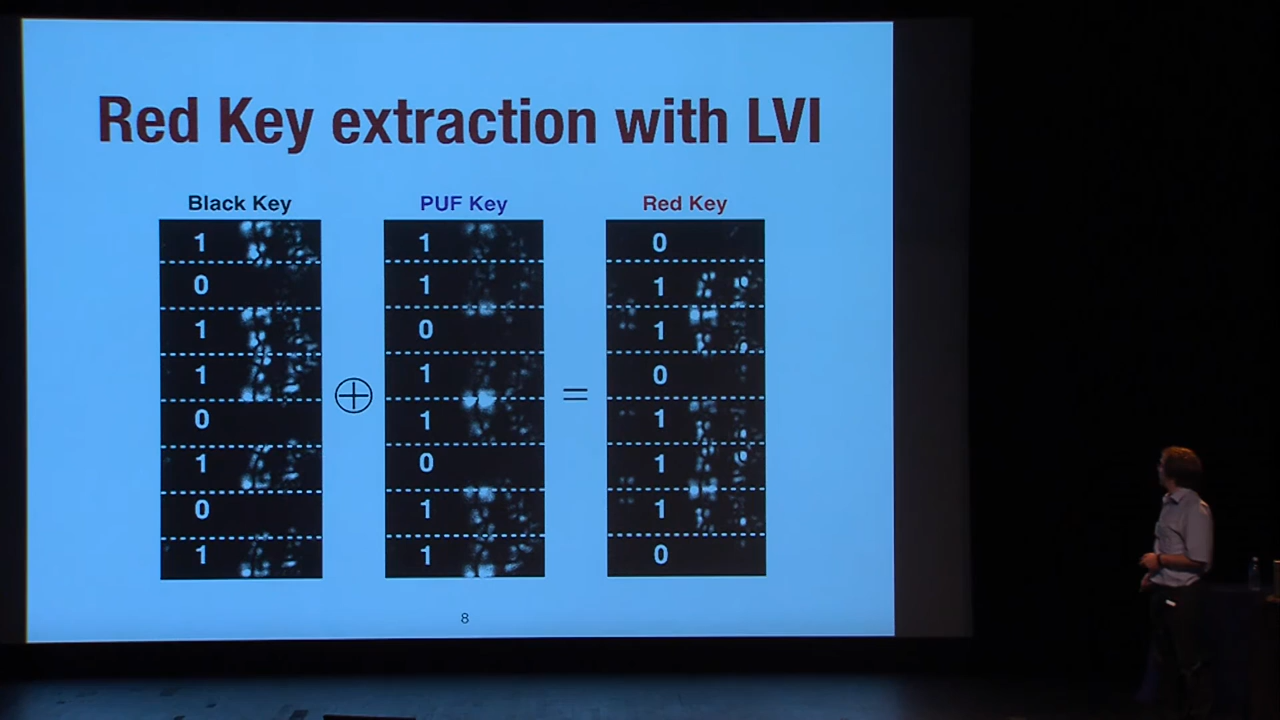 Red Key extraction with LVI
Black Key PUF Key Red Key
1 1 0
0 1 1
1 0 1
1 1 0
⊕ =
0 1 1
1 0 1
0 1 1
1 1 0
8